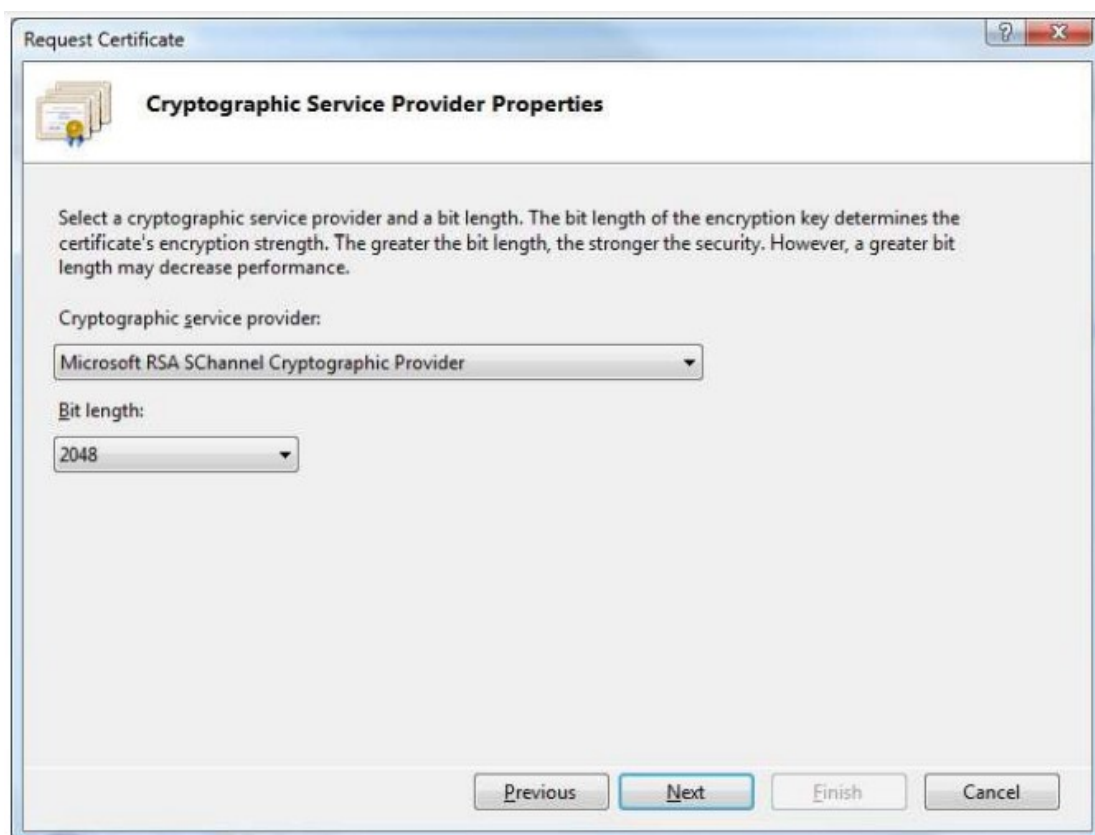 Request Certificate
Cryptographic Service Provider Properties
Select a cryptographic service provider and a bit length. The bit length of the encryption key determines the
certificate's encryption strength. The greater the bit length, the stronger the security. However, a greater bit
length may decrease performance.
Cryptographic service provider:
Microsoft RSA SChannel Cryptographic Provider
Bit length:
2048
Previous Next Finish Cancel